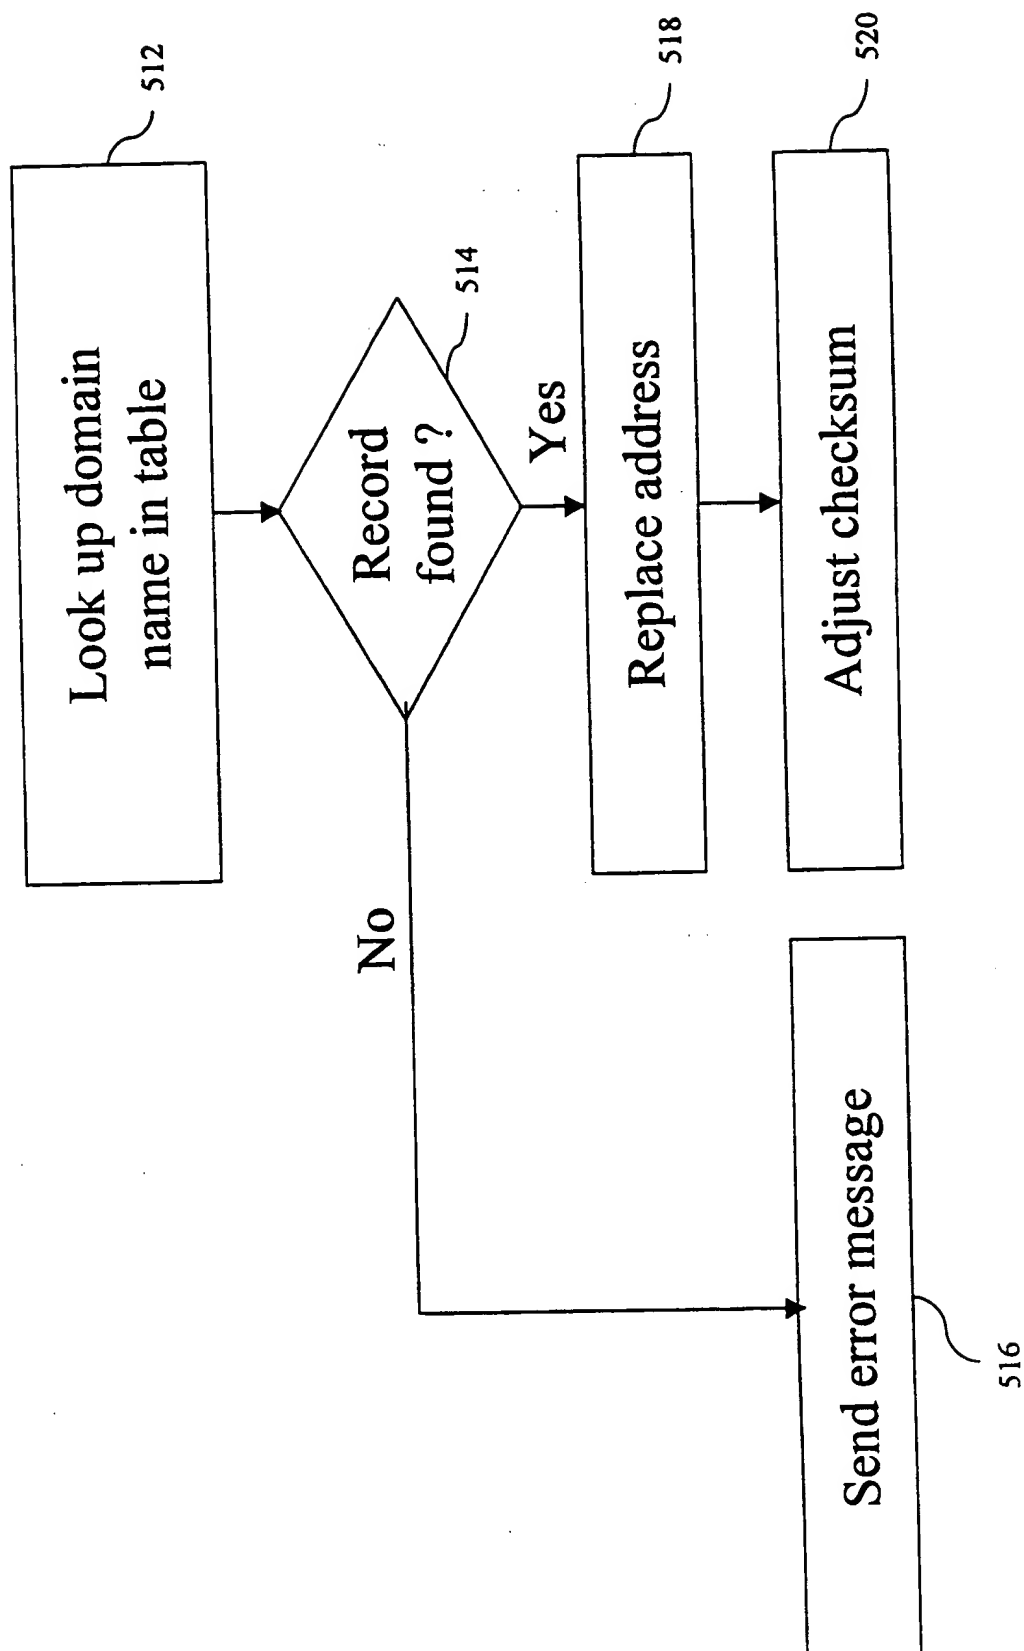 Look up domain
name in table
512
Record
found ?
514
No
Yes
Replace address
518
Adjust checksum
520
Send error message
516